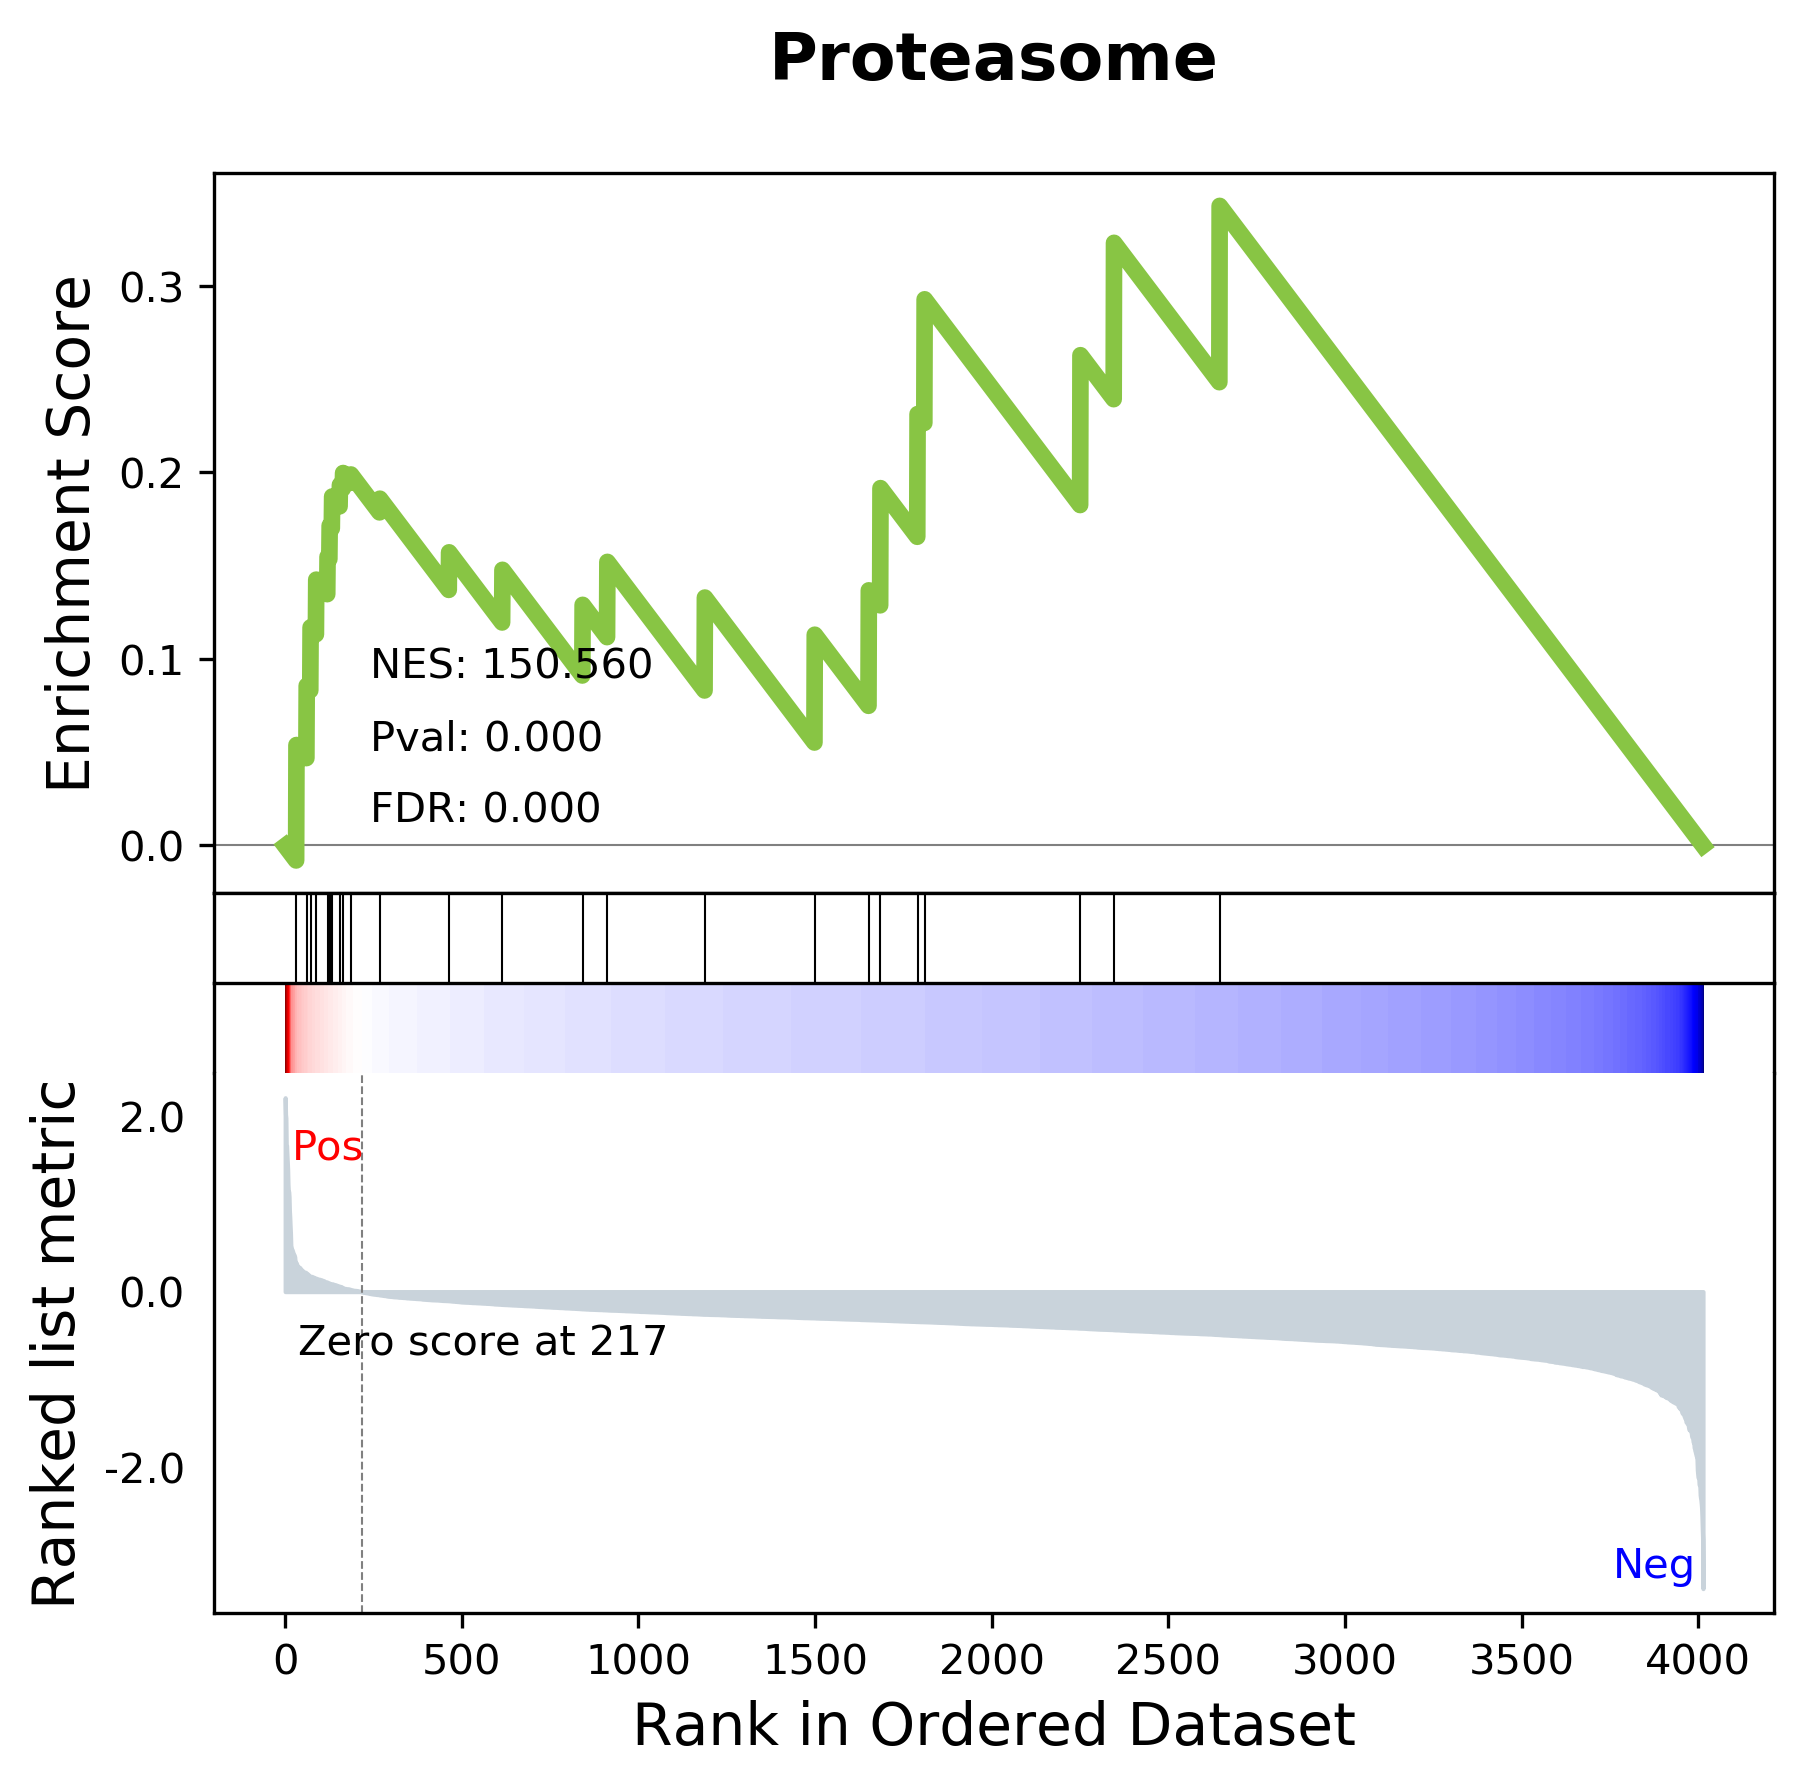 Proteasome
Enrichment Score
0.3
0.2
0.1
0.0
NES: 150.560
Pval: 0.000
FDR: 0.000
Ranked list metric
2.0
0.0
-2.0
Pos
Zero score at 217
Neg
0 500 1000 1500 2000 2500 3000 3500 4000
Rank in Ordered Dataset